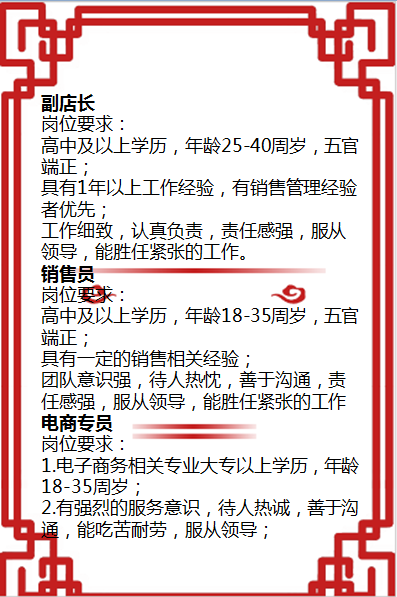 副店长
岗位要求：
高中及以上学历，年龄25-40周岁，五官
端正；
具有1年以上工作经验，有销售管理经验
者优先；
工作细致，认真负责，责任感强，服从
领导，能胜任紧张的工作。
销售员
岗位要求：
高中及以上学历，年龄18-35周岁，五官
端正；
具有一定的销售相关经验；
团队意识强，待人热忱，善于沟通，责
任感强，服从领导，能胜任紧张的工作
电商专员
岗位要求：
1.电子商务相关专业大专以上学历，年龄
18-35周岁；
2.有强烈的服务意识，待人热诚，善于沟
通，能吃苦耐劳，服从领导；